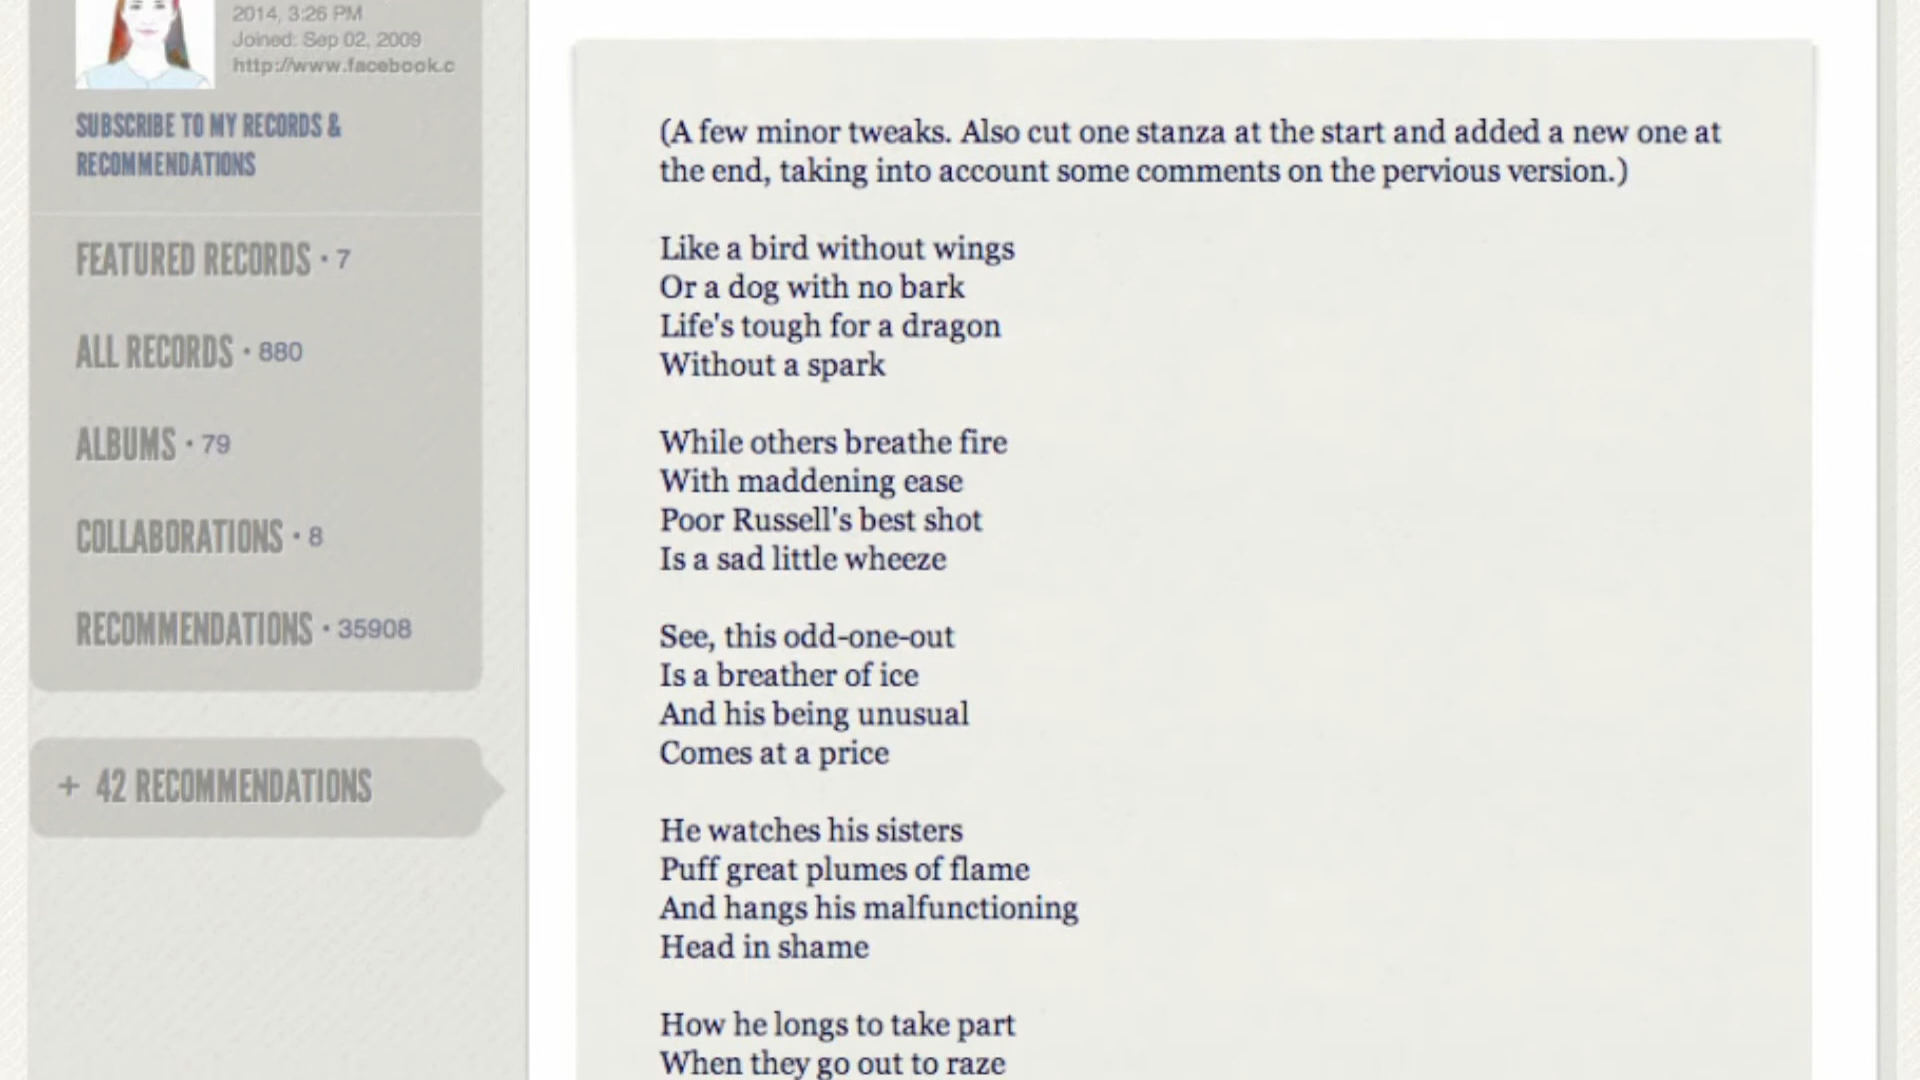 2014, 3:26 PM
Joined: Sep 02, 2009
http://www.facebook.c
SUBSCRIBE TO MY RECORDS &
RECOMMENDATIONS
FEATURED RECORDS • 7
ALL RECORDS • 880
ALBUMS • 79
COLLABORATIONS • 8
RECOMMENDATIONS • 35908
+ 42 RECOMMENDATIONS
(A few minor tweaks. Also cut one stanza at the start and added a new one at
the end, taking into account some comments on the pervious version.)
Like a bird without wings
Or a dog with no bark
Life's tough for a dragon
Without a spark
While others breathe fire
With maddening ease
Poor Russell's best shot
Is a sad little wheeze
See, this odd-one-out
Is a breather of ice
And his being unusual
Comes at a price
He watches his sisters
Puff great plumes of flame
And hangs his malfunctioning
Head in shame
How he longs to take part
When they go out to raze